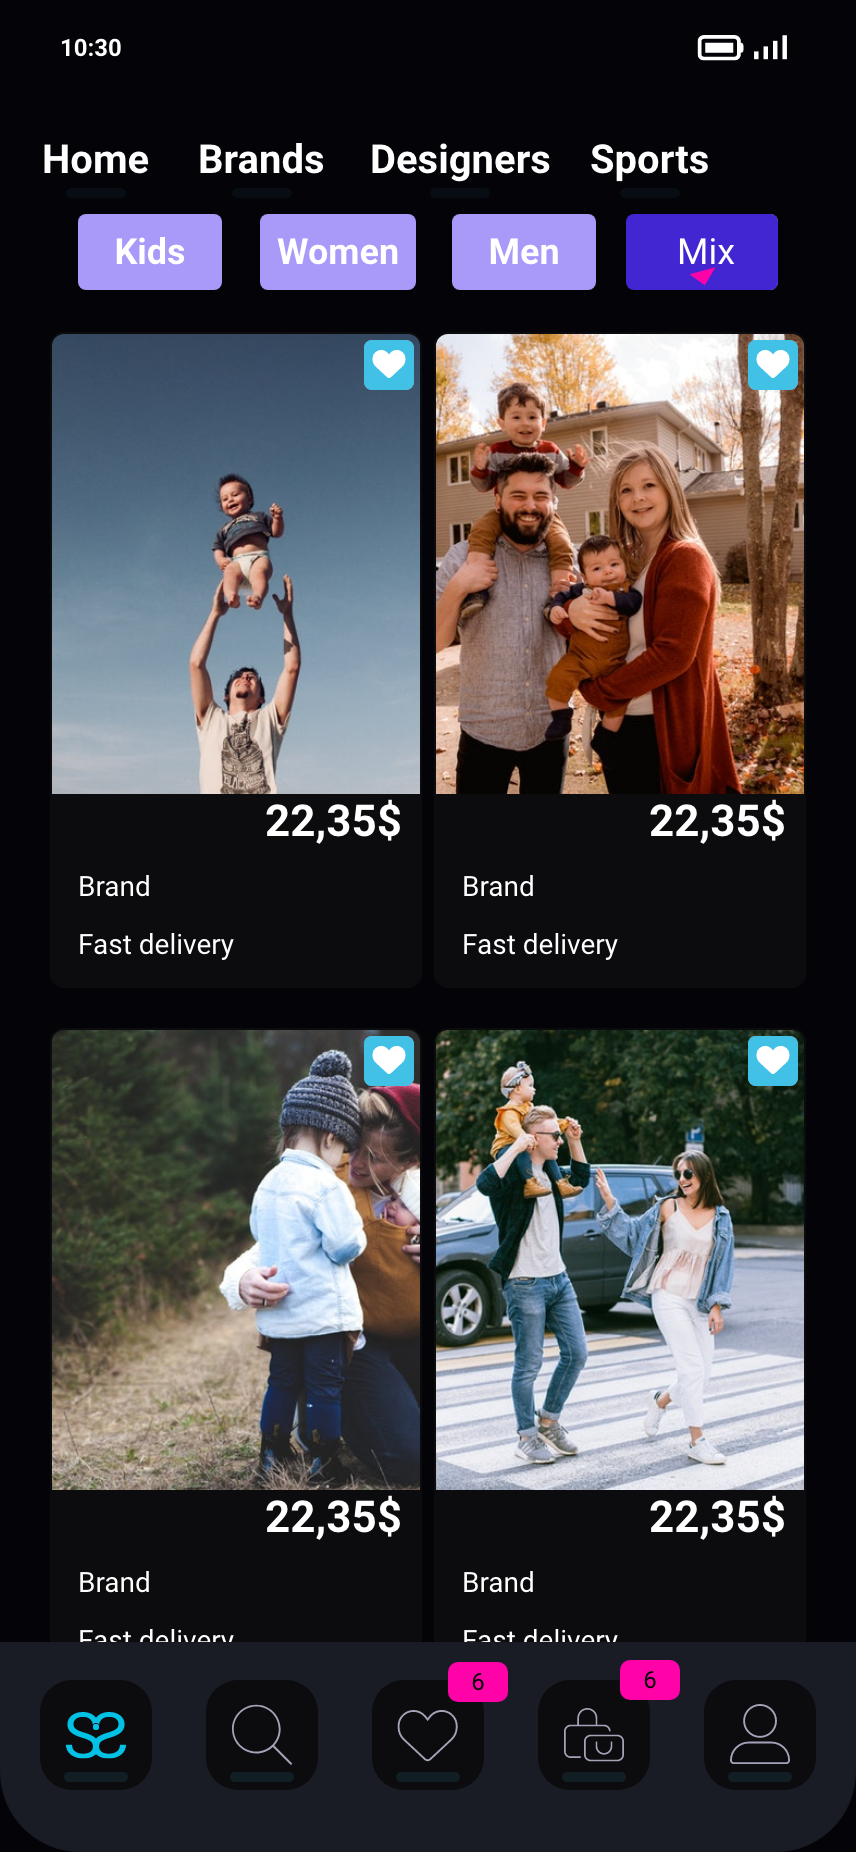 10:30
Home Brands Designers Sports
Kids Women Men Mix
22,35$ 22,35$
Brand Brand
Fast delivery Fast delivery
22,35$ 22,35$
Brand Brand
Fast delivery Fast delivery
6 6